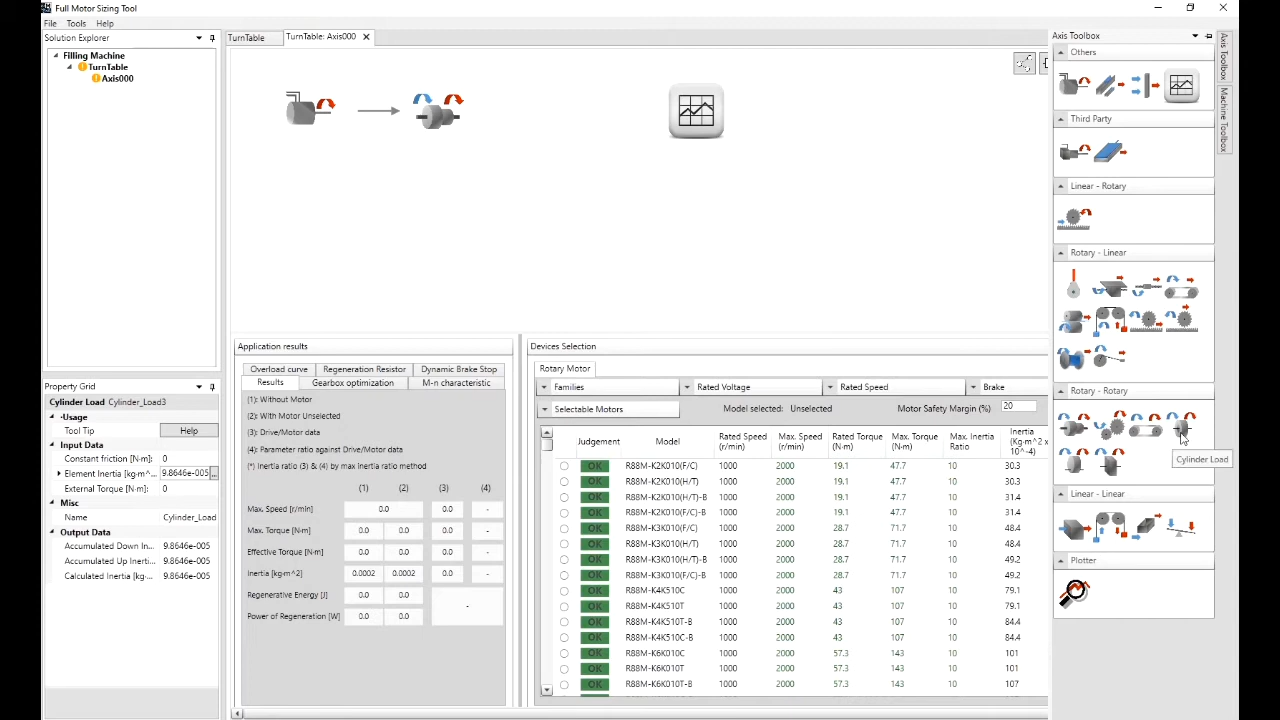 Full Motor Sizing Tool
File Tools Help
Solution Explorer
Filling Machine
TurnTable
Axis000
TurnTable
TurnTable: Axis000
Axis Toolbox
Others
Third Party
Linear - Rotary
Rotary - Linear
Rotary - Rotary
Cylinder Load
Linear - Linear
Plotter
Axis Toolbox
Machine Toolbox
Property Grid
Cylinder Load Cylinder_Load3
-Usage
Tool Tip Help
Input Data
Constant friction [N·m]: 0
Element Inertia [kg·m^... 9.8646e-005 ...
External Torque [N·m]: 0
Misc
Name Cylinder_Load
Output Data
Accumulated Down In... 9.8646e-005
Accumulated Up Inerti... 9.8646e-005
Calculated Inertia [kg·... 9.8646e-005
Application results
Overload curve Regeneration Resistor Dynamic Brake Stop
Results Gearbox optimization M-n characteristic
(1): Without Motor
(2): With Motor Unselected
(3): Drive/Motor data
(4): Parameter ratio against Drive/Motor data
(*) Inertia ratio (3) & (4) by max inertia ratio method
(1) (2) (3) (4)
Max. Speed [r/min] 0.0 0.0 -
Max. Torque [N·m] 0.0 0.0 0.0 -
Effective Torque [N·m] 0.0 0.0 0.0 -
Inertia [kg·m^2] 0.0002 0.0002 0.0 -
Regenerative Energy [J] 0.0 0.0
-
Power of Regeneration [W] 0.0 0.0
Devices Selection
Rotary Motor
Families Rated Voltage Rated Speed Brake
Selectable Motors Model selected: Unselected Motor Safety Margin (%) 20
Judgement Model Rated Speed (r/min) Max. Speed (r/min) Rated Torque (N·m) Max. Torque (N·m) Max. Inertia Ratio Inertia (Kg·m^2 x 10^-4)
OK R88M-K2K010(F/C) 1000 2000 19.1 47.7 10 30.3
OK R88M-K2K010(H/T) 1000 2000 19.1 47.7 10 30.3
OK R88M-K2K010(H/T)-B 1000 2000 19.1 47.7 10 31.4
OK R88M-K2K010(F/C)-B 1000 2000 19.1 47.7 10 31.4
OK R88M-K3K010(F/C) 1000 2000 28.7 71.7 10 48.4
OK R88M-K3K010(H/T) 1000 2000 28.7 71.7 10 48.4
OK R88M-K3K010(H/T)-B 1000 2000 28.7 71.7 10 49.2
OK R88M-K3K010(F/C)-B 1000 2000 28.7 71.7 10 49.2
OK R88M-K4K510C 1000 2000 43 107 10 79.1
OK R88M-K4K510T 1000 2000 43 107 10 79.1
OK R88M-K4K510T-B 1000 2000 43 107 10 84.4
OK R88M-K4K510C-B 1000 2000 43 107 10 84.4
OK R88M-K6K010C 1000 2000 57.3 143 10 101
OK R88M-K6K010T 1000 2000 57.3 143 10 101
OK R88M-K6K010T-B 1000 2000 57.3 143 10 107